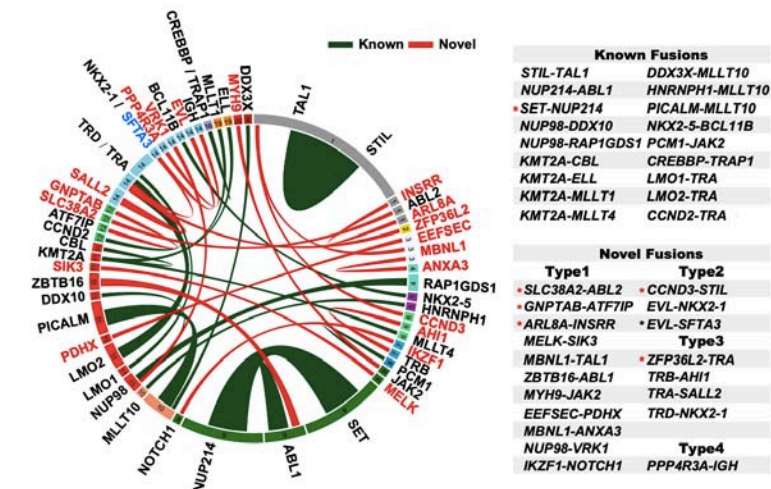 Known Novel
CREBBP / TRAP1
MLLT1
ELL
MYH9
DDX3X
TAL1
STIL
INSRR
ABL2
ARL8A
ZFP36L2
EEFSEC
MBNL1
ANXA3
RAP1GDS1
NKX2-5
HNRNPH1
CCND3
AHI1
MLLT4
IKZF1
TRB
PCM1
JAK2
MELK
SET
ABL1
NUP214
NOTCH1
MLLT10
NUP98
LMO1
LMO2
PDHX
PICALM
DDX10
ZBTB16
SIK3
KMT2A
CBL
CCND2
ATF7IP
SLC38A2
GNPTAB
SALL2
TRD / TRA
NKX2-1 / SFTA3
PPP4R3A
VRK1
BCL11B
EVL
IGH
Known Fusions
STIL-TAL1 DDX3X-MLLT10
NUP214-ABL1 HNRNPH1-MLLT10
*SET-NUP214 PICALM-MLLT10
NUP98-DDX10 NKX2-5-BCL11B
NUP98-RAP1GDS1 PCM1-JAK2
KMT2A-CBL CREBBP-TRAP1
KMT2A-ELL LMO1-TRA
KMT2A-MLLT1 LMO2-TRA
KMT2A-MLLT4 CCND2-TRA
Novel Fusions
Type1 Type2
*SLC38A2-ABL2 *CCND3-STIL
*GNPTAB-ATF7IP EVL-NKX2-1
*ARL8A-INSRR *EVL-SFTA3
MELK-SIK3 Type3
MBNL1-TAL1 *ZFP36L2-TRA
ZBTB16-ABL1 TRB-AHI1
MYH9-JAK2 TRA-SALL2
EEFSEC-PDHX TRD-NKX2-1
MBNL1-ANXA3
NUP98-VRK1 Type4
IKZF1-NOTCH1 PPP4R3A-IGH